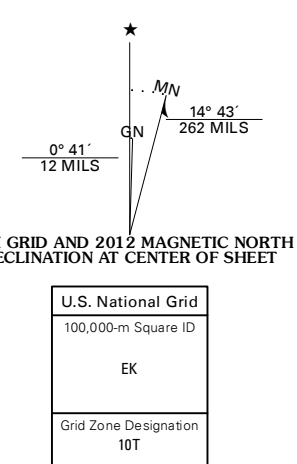 MN
GN
14° 43´
262 MILS
0° 41´
12 MILS
GRID AND 2012 MAGNETIC NORTH
AT CENTER OF SHEET
U.S. National Grid
100,000-m Square ID
EK
Grid Zone Designation
10T